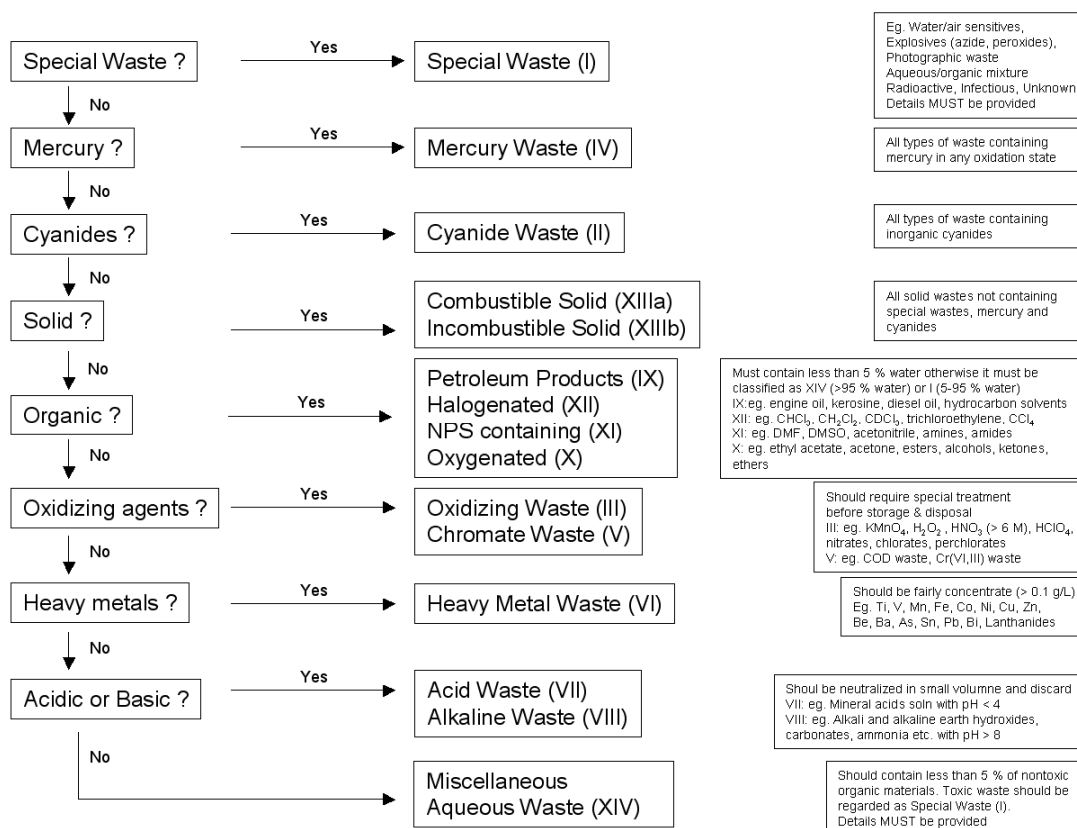 Special Waste ?
Yes
Special Waste (I)
Eg. Water/air sensitives,
Explosives (azide, peroxides),
Photographic waste
Aqueous/organic mixture
Radioactive, Infectious, Unknown
Details MUST be provided
No
Mercury ?
Yes
Mercury Waste (IV)
All types of waste containing
mercury in any oxidation state
No
Cyanides ?
Yes
Cyanide Waste (II)
All types of waste containing
inorganic cyanides
No
Solid ?
Yes
Combustible Solid (XIIIa)
Incombustible Solid (XIIIb)
All solid wastes not containing
special wastes, mercury and
cyanides
No
Organic ?
Yes
Petroleum Products (IX)
Halogenated (XII)
NPS containing (XI)
Oxygenated (X)
Must contain less than 5 % water otherwise it must be
classified as XIV (>95 % water) or I (5-95 % water)
IX:eg. engine oil, kerosine, diesel oil, hydrocarbon solvents
XII: eg. CHCl₃, CH₂Cl₂, CDCl₃, trichloroethylene, CCl₄
XI: eg. DMF, DMSO, acetonitrile, amines, amides
X: eg. ethyl acetate, acetone, esters, alcohols, ketones,
ethers
No
Oxidizing agents ?
Yes
Oxidizing Waste (III)
Chromate Waste (V)
Should require special treatment
before storage & disposal
III: eg. KMnO₄, H₂O₂ , HNO₃ (> 6 M), HClO₄,
nitrates, chlorates, perchlorates
V: eg. COD waste, Cr(VI,III) waste
No
Heavy metals ?
Yes
Heavy Metal Waste (VI)
Should be fairly concentrate (> 0.1 g/L)
Eg. Ti, V, Mn, Fe, Co, Ni, Cu, Zn,
Be, Ba, As, Sn, Pb, Bi, Lanthanides
No
Acidic or Basic ?
Yes
Acid Waste (VII)
Alkaline Waste (VIII)
Shoul be neutralized in small volumne and discard
VII: eg. Mineral acids soln with pH < 4
VIII: eg. Alkali and alkaline earth hydroxides,
carbonates, ammonia etc. with pH > 8
No
Miscellaneous
Aqueous Waste (XIV)
Should contain less than 5 % of nontoxic
organic materials. Toxic waste should be
regarded as Special Waste (I).
Details MUST be provided